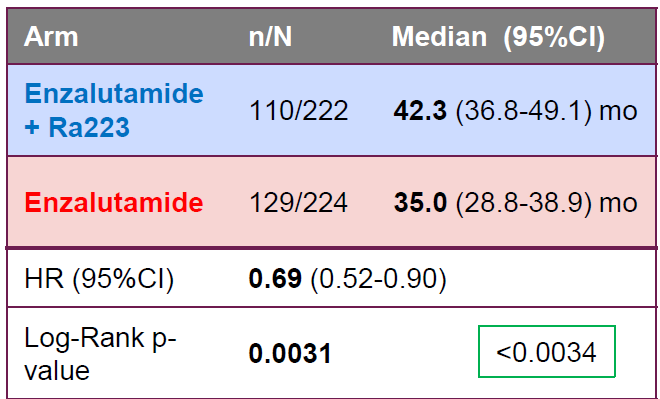 Arm n/N Median (95%CI)
Enzalutamide
+ Ra223 110/222 42.3 (36.8-49.1) mo
Enzalutamide 129/224 35.0 (28.8-38.9) mo
HR (95%CI) 0.69 (0.52-0.90)
Log-Rank p-
value 0.0031 <0.0034